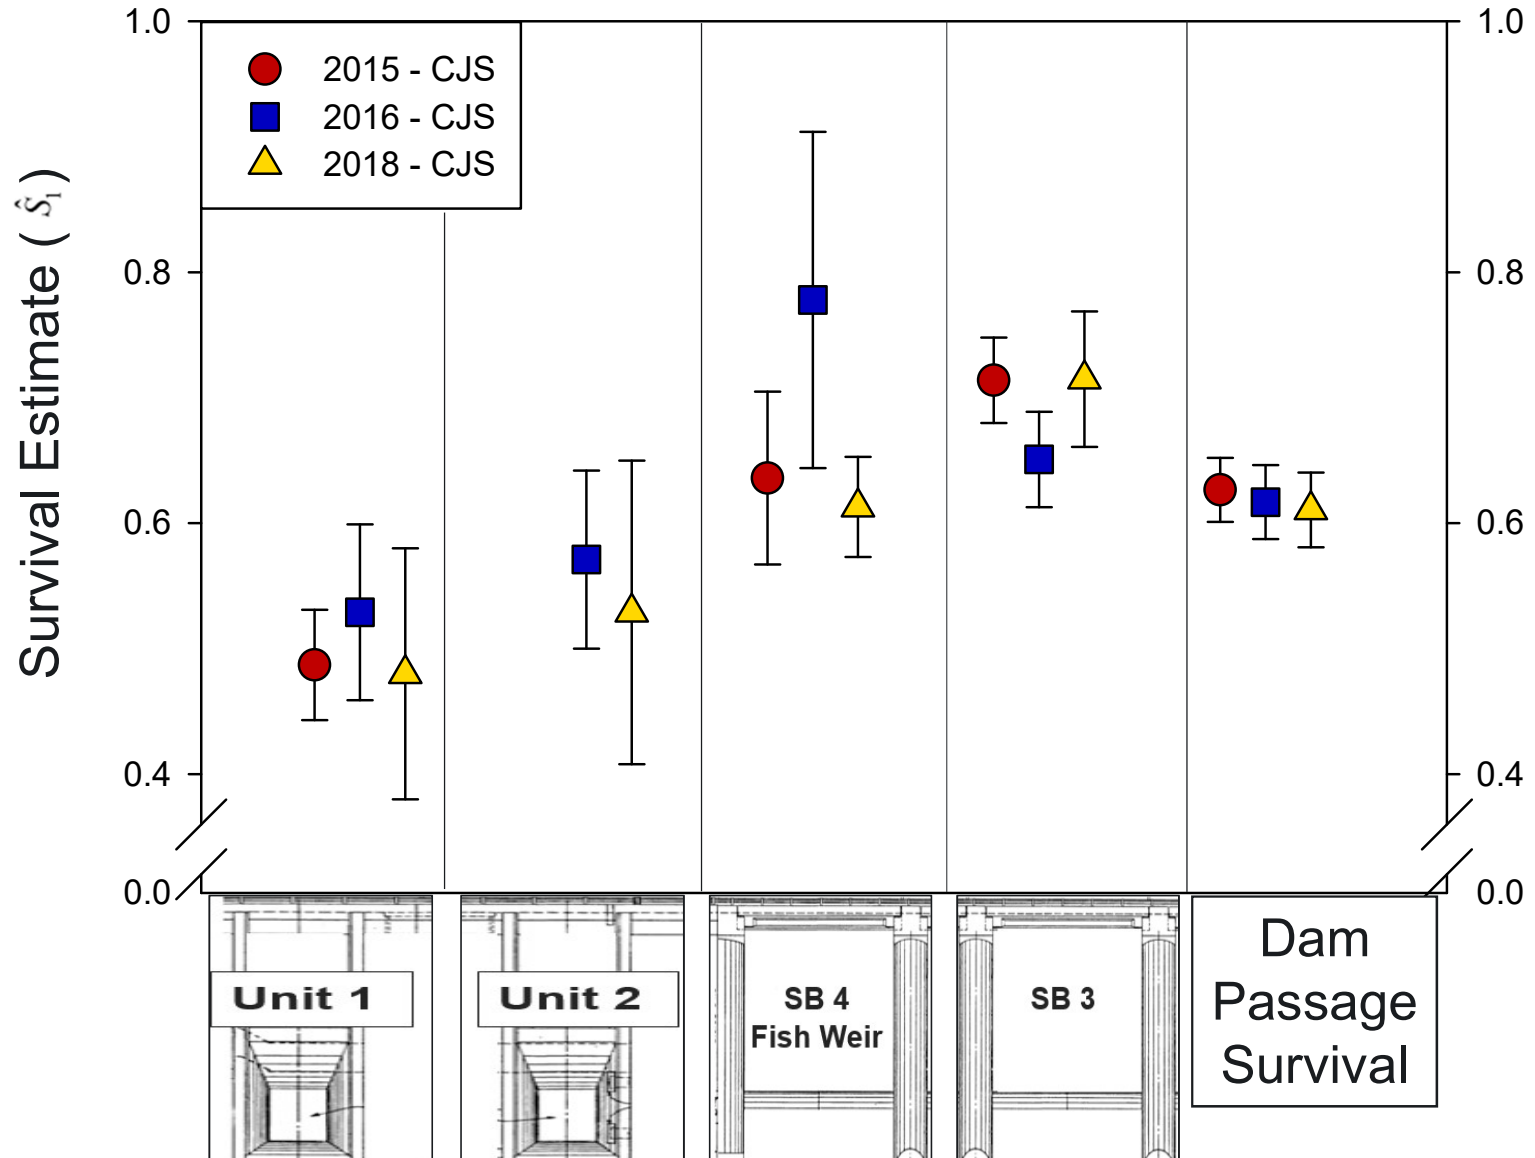 1.0
1.0
2015 - CJS
2016 - CJS
2018 - CJS
Survival Estimate ( Ŝ₁)
0.8
0.8
0.6
0.6
0.4
0.4
0.0
0.0
Unit 1
Unit 2
SB 4
Fish Weir
SB 3
Dam
Passage
Survival